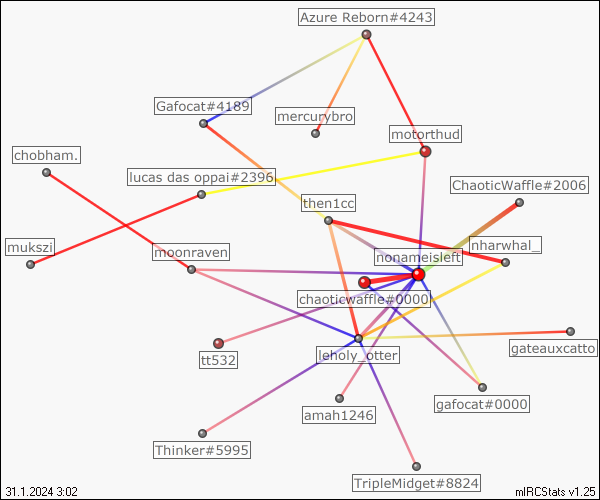 Azure Reborn#4243
Gafocat#4189
mercurybro
motorthud
chobham.
lucas das oppai#2396
ChaoticWaffle#2006
then1cc
mukszi
moonraven
nharwhal_
nonameisleft
chaoticwaffle#0000
tt532
leholy_otter
gateauxcatto
amah1246
gafocat#0000
Thinker#5995
TripleMidget#8824
31.1.2024 3:02
mIRCStats v1.25